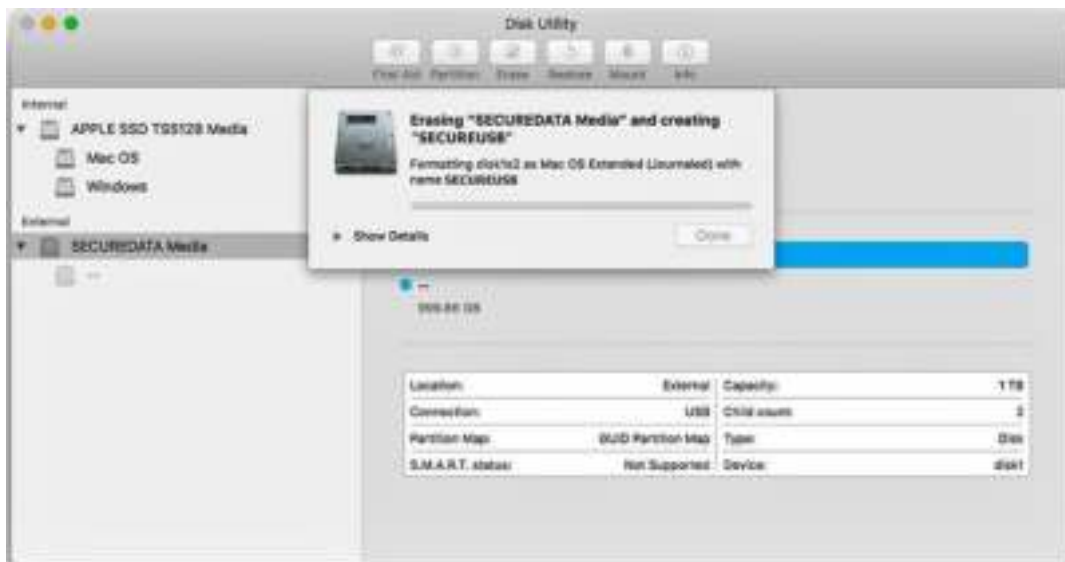 Disk Utility
First Aid Partition Erase Restore Mount Info
Internal
APPLE SSD TS5128 Media
Mac OS
Windows
External
SECUREDATA Media
--
Erasing "SECUREDATA Media" and creating
"SECUREUSB"
Formatting disk1s2 as Mac OS Extended (Journaled) with
name SECUREUSB
Show Details
Done
--
GB
Location: External Capacity: 1 TB
Connection: USB Child count: 2
Partition Map: GUID Partition Map Type: Disk
S.M.A.R.T. status: Not Supported Device: disk1